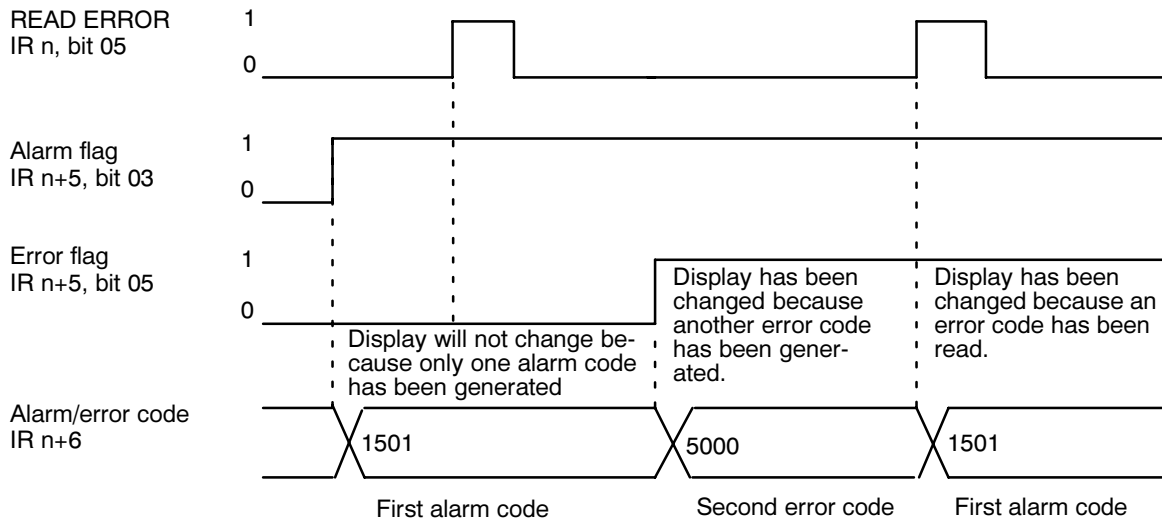 READ ERROR
IR n, bit 05
1
0
Alarm flag
IR n+5, bit 03
1
0
Error flag
IR n+5, bit 05
1
0
Display will not change be-
cause only one alarm code
has been generated
Display has been
changed because
another error code
has been gener-
ated.
Display has been
changed because an
error code has been
read.
Alarm/error code
IR n+6
1501
5000
1501
First alarm code
Second error code
First alarm code